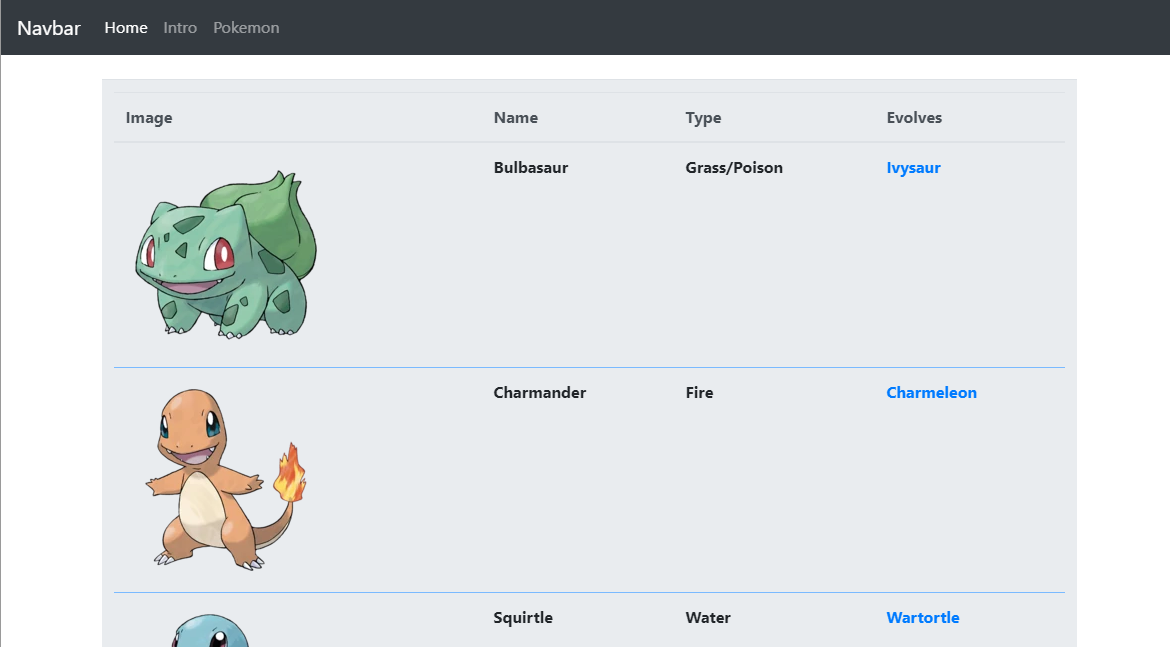 Navbar Home Intro Pokemon
Image Name Type Evolves
Bulbasaur Grass/Poison Ivysaur
Charmander Fire Charmeleon
Squirtle Water Wartortle